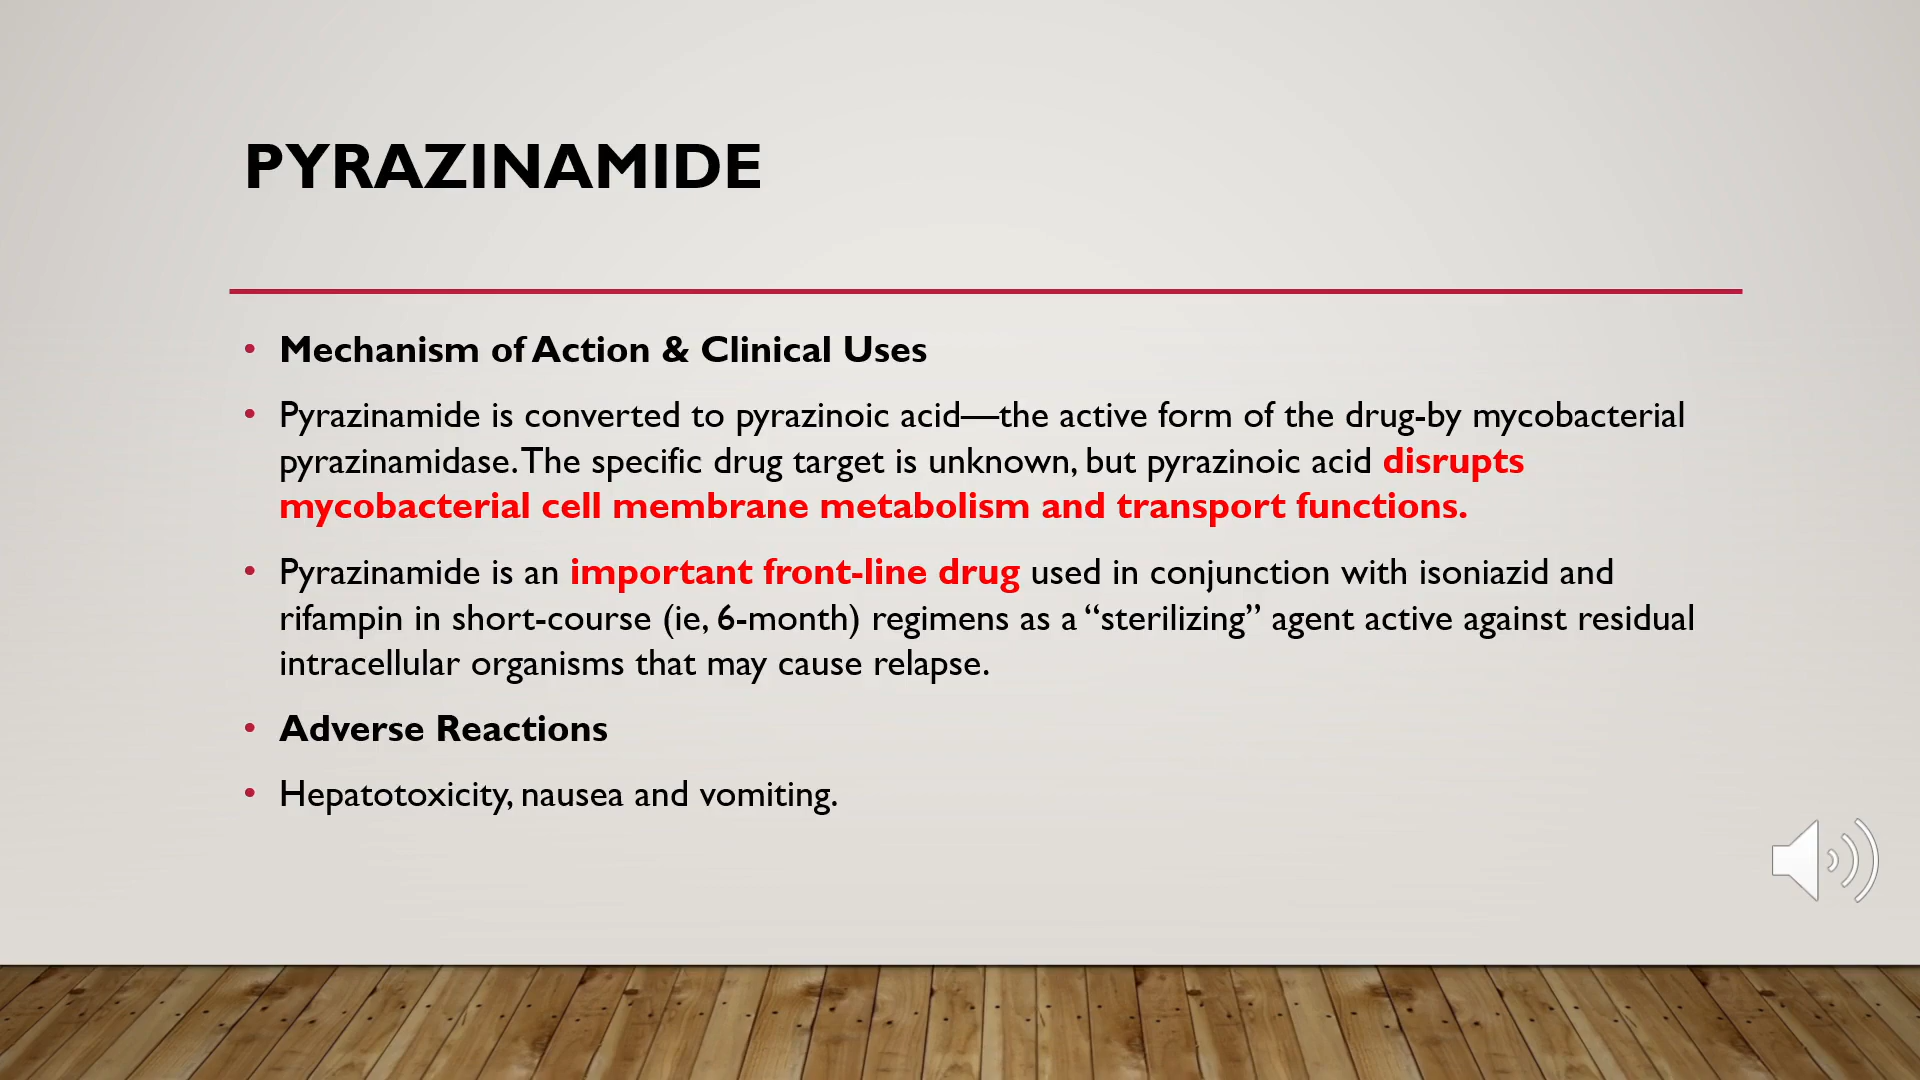 PYRAZINAMIDE
• Mechanism of Action & Clinical Uses
• Pyrazinamide is converted to pyrazinoic acid—the active form of the drug-by mycobacterial
pyrazinamidase. The specific drug target is unknown, but pyrazinoic acid disrupts
mycobacterial cell membrane metabolism and transport functions.
• Pyrazinamide is an important front-line drug used in conjunction with isoniazid and
rifampin in short-course (ie, 6-month) regimens as a “sterilizing” agent active against residual
intracellular organisms that may cause relapse.
• Adverse Reactions
• Hepatotoxicity, nausea and vomiting.